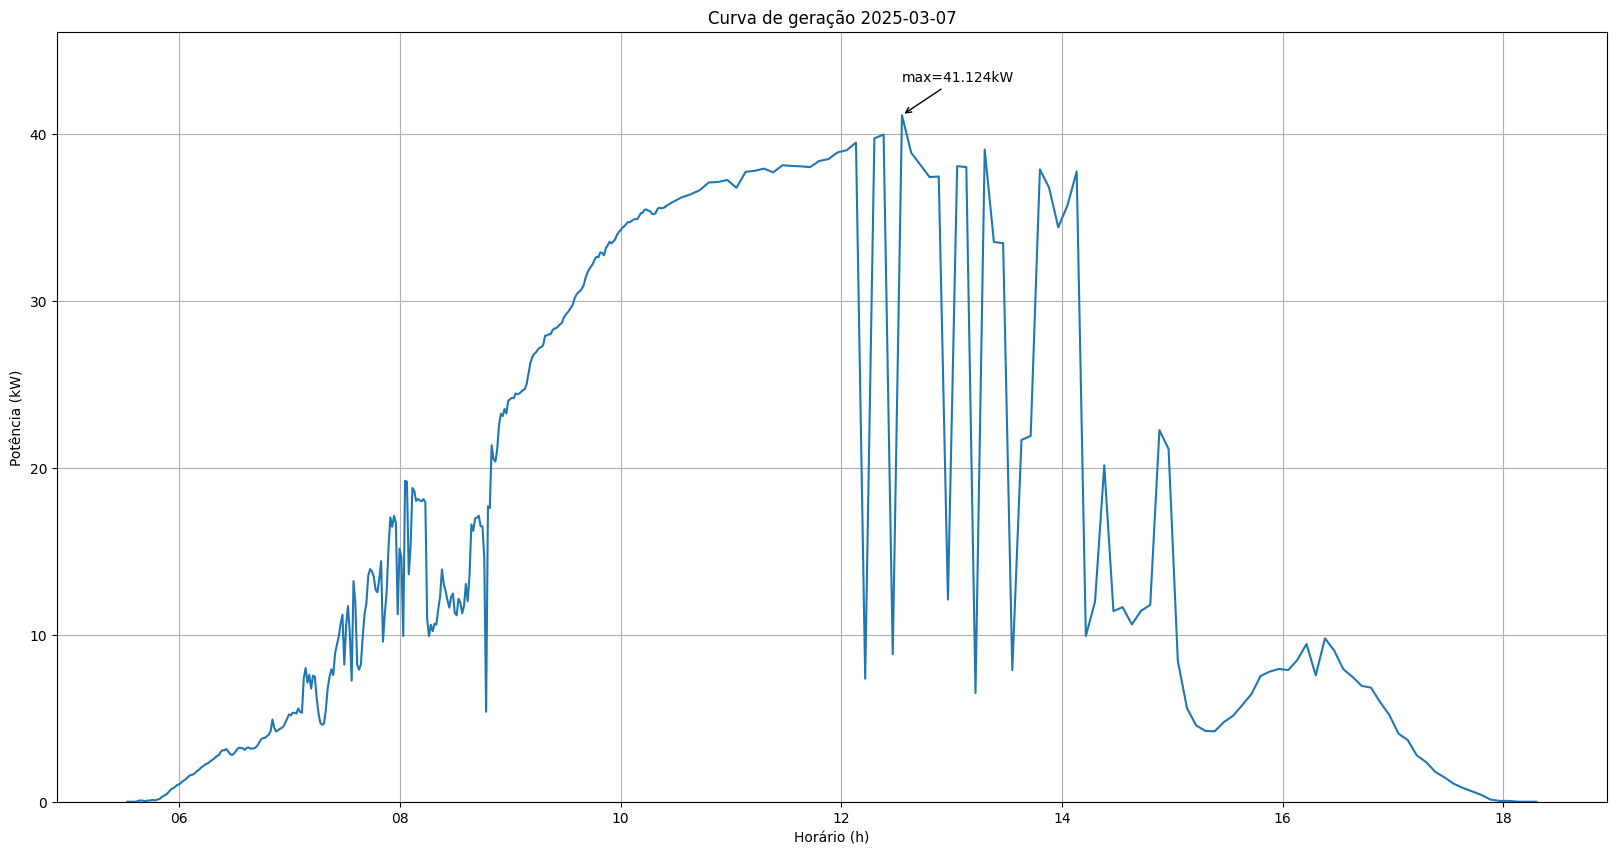 Curva de geração 2025-03-07
max=41.124kW
Potência (kW)
40
30
20
10
0
06 08 10 12 14 16 18
Horário (h)